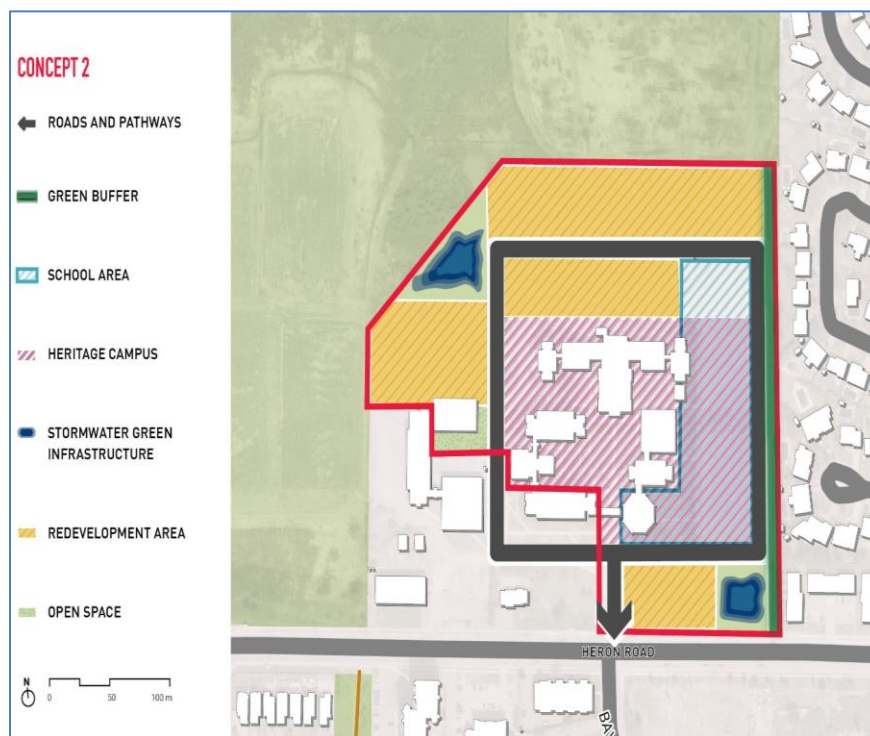 CONCEPT 2
ROADS AND PATHWAYS
GREEN BUFFER
SCHOOL AREA
HERITAGE CAMPUS
STORMWATER GREEN
INFRASTRUCTURE
REDEVELOPMENT AREA
OPEN SPACE
N
0 50 100 m
HERON ROAD
BAY